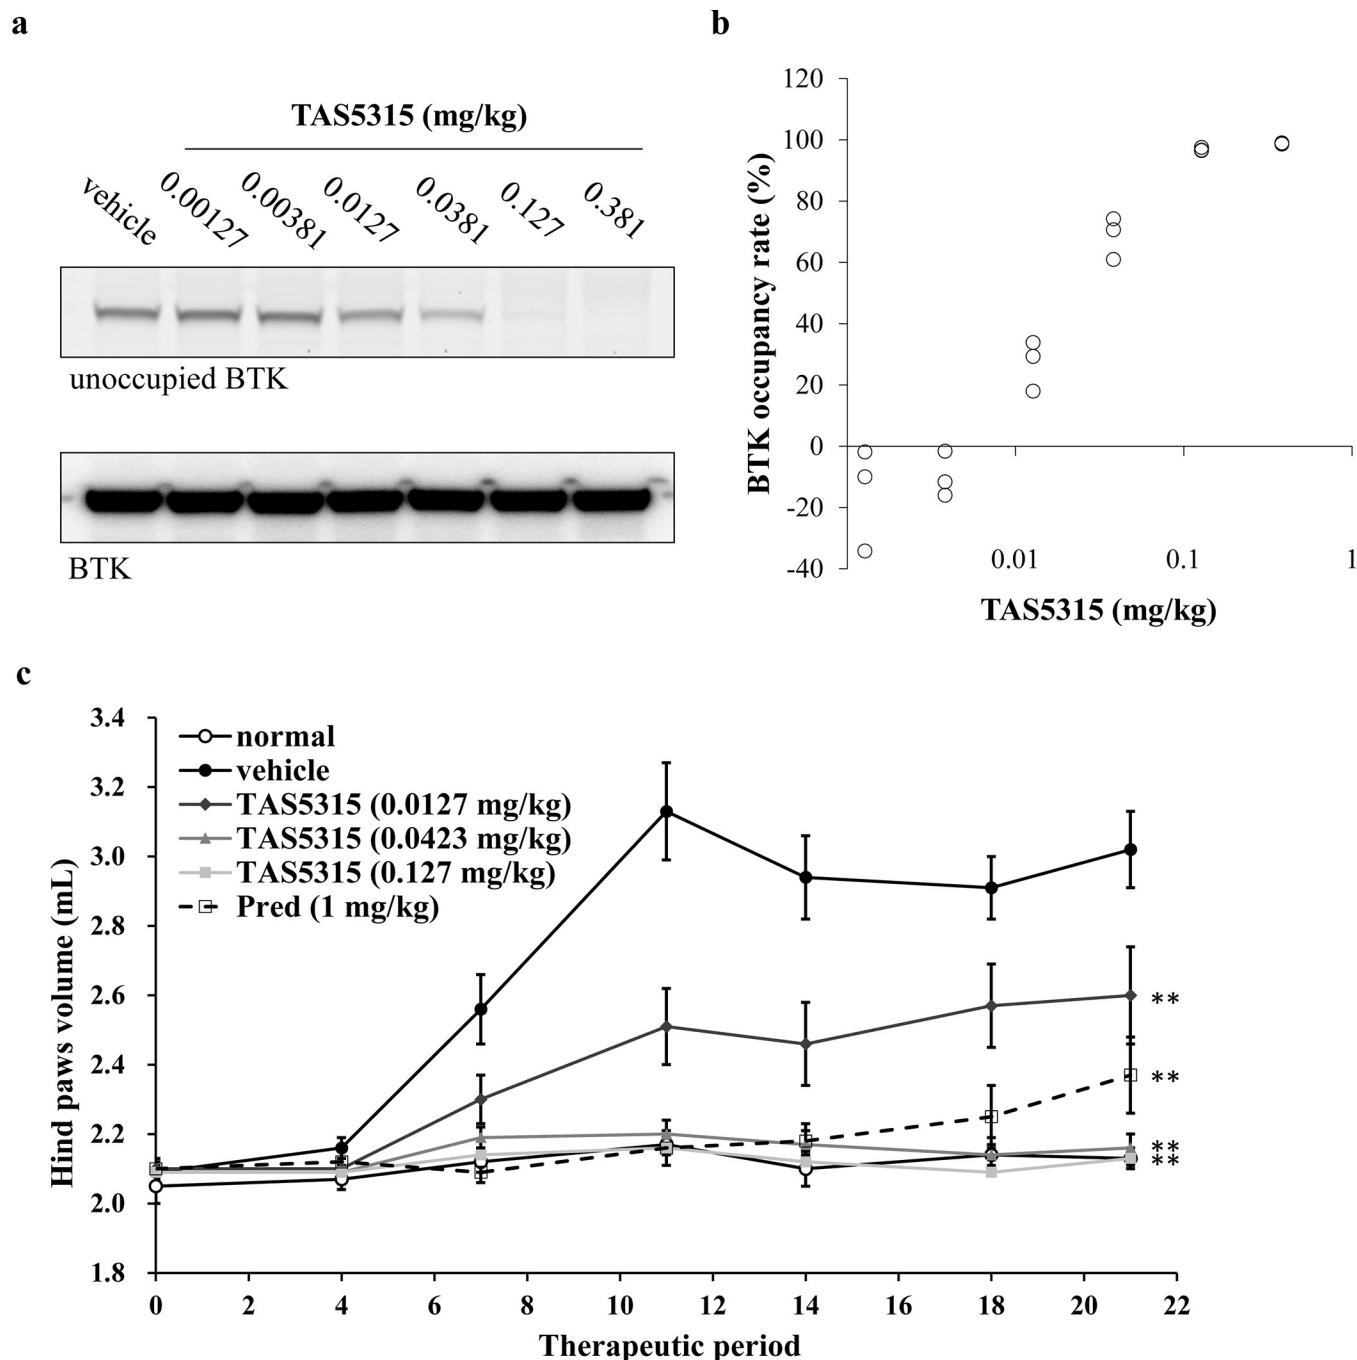 a
TAS5315 (mg/kg)
vehicle
0.00127
0.00381
0.0127
0.0381
0.127
0.381
unoccupied BTK
BTK
b
BTK occupancy rate (%)
120
100
80
60
40
20
0
-20
-40
0.01
0.1
1
TAS5315 (mg/kg)
c
Hind paws volume (mL)
3.4
3.2
3.0
2.8
2.6
2.4
2.2
2.0
1.8
normal
vehicle
TAS5315 (0.0127 mg/kg)
TAS5315 (0.0423 mg/kg)
TAS5315 (0.127 mg/kg)
Pred (1 mg/kg)
**
**
**
**
0 2 4 6 8 10 12 14 16 18 20 22
Therapeutic period